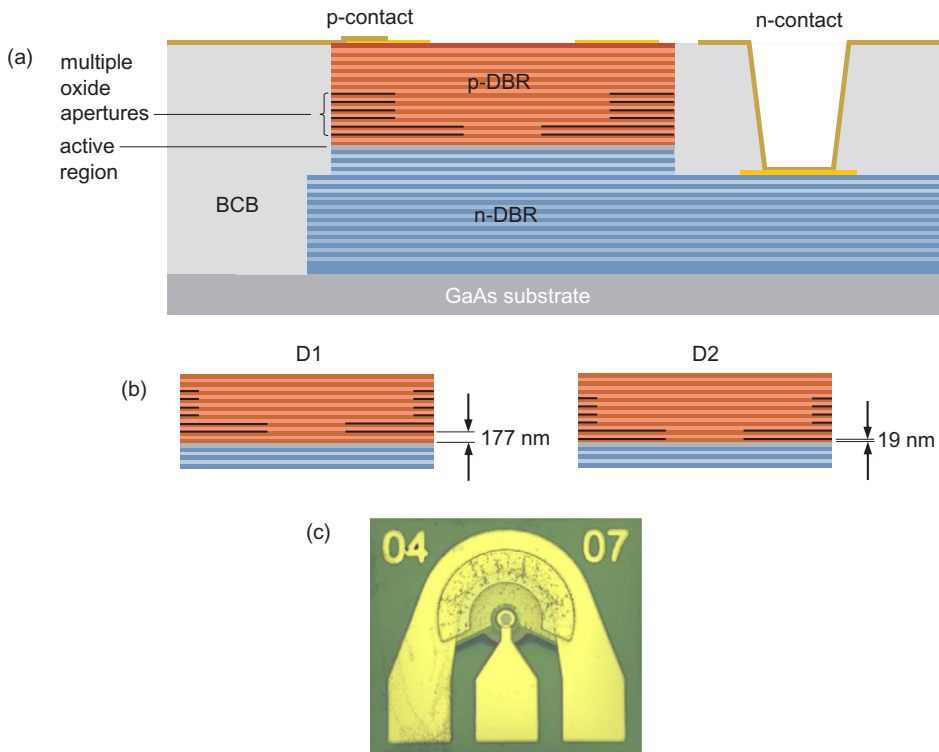 p-contact
n-contact
(a)
multiple
oxide
apertures
active
region
p-DBR
BCB
n-DBR
GaAs substrate
D1
D2
(b)
177 nm
19 nm
(c)
04
07